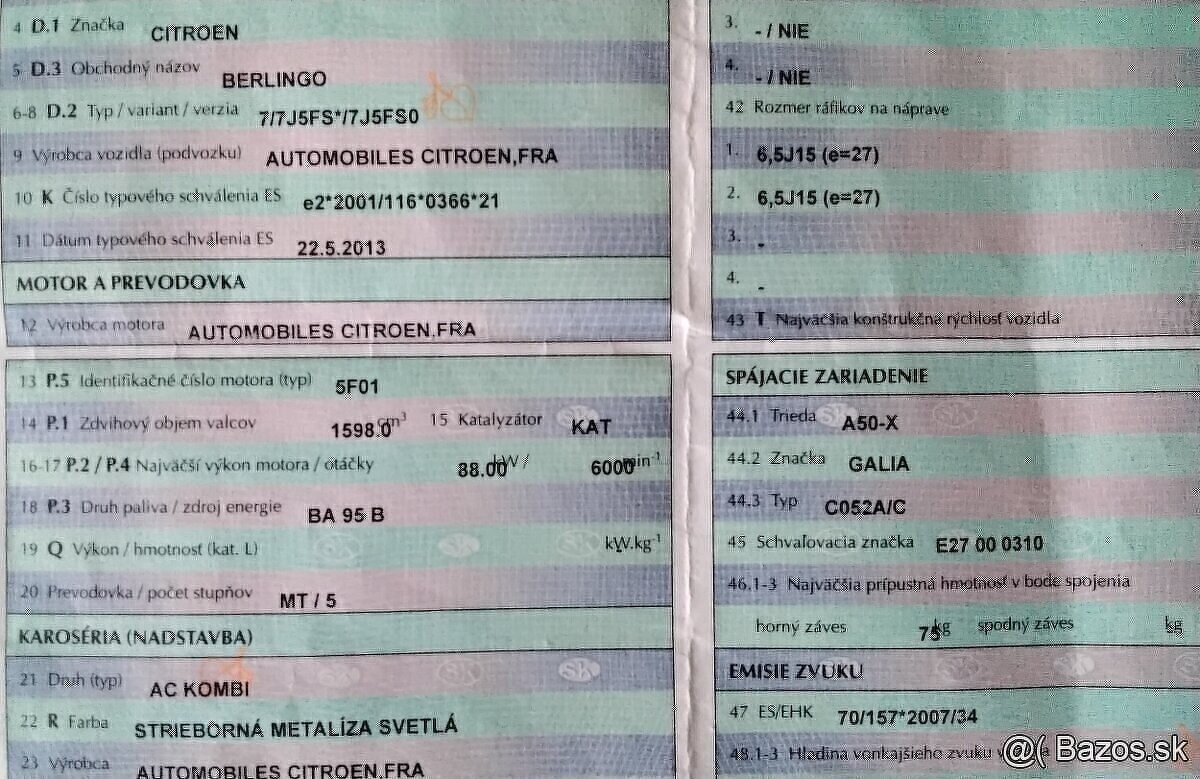 4 D.1 Značka CITROEN
5 D.3 Obchodný názov BERLINGO
6-8 D.2 Typ / variant / verzia 7/7J5FS*/7J5FS0
9 Výrobca vozidla (podvozku) AUTOMOBILES CITROEN,FRA
10 K Číslo typového schválenia ES e2*2001/116*0366*21
11 Dátum typového schválenia ES 22.5.2013
MOTOR A PREVODOVKA
12 Výrobca motora AUTOMOBILES CITROEN,FRA
13 P.5 Identifikačné číslo motora (typ) 5F01
14 P.1 Zdvihový objem valcov 1598.0 cm³ 15 Katalyzátor KAT
16-17 P.2 / P.4 Najväčší výkon motora / otáčky 88.00 kW / 6000 min⁻¹
18 P.3 Druh paliva / zdroj energie BA 95 B
19 Q Výkon / hmotnosť (kat. L) kW.kg⁻¹
20 Prevodovka / počet stupňov MT / 5
KAROSÉRIA (NADSTAVBA)
21 Druh (typ) AC KOMBI
22 R Farba STRIEBORNÁ METALÍZA SVETLÁ
23 Výrobca AUTOMOBILES CITROEN,FRA
3. - / NIE
4. - / NIE
42 Rozmer ráfikov na náprave
1. 6,5J15 (e=27)
2. 6,5J15 (e=27)
3. -
4. -
43 T Najväčšia konštrukčná rýchlosť vozidla
SPÁJACIE ZARIADENIE
44.1 Trieda A50-X
44.2 Značka GALIA
44.3 Typ C052A/C
45 Schvaľovacia značka E27 00 0310
46.1-3 Najväčšia prípustná hmotnosť v bode spojenia
horný záves 75 kg spodný záves kg
EMISIE ZVUKU
47 ES/EHK 70/157*2007/34
48.1-3 Hladina vonkajšieho zvuku
@( Bazos.sk